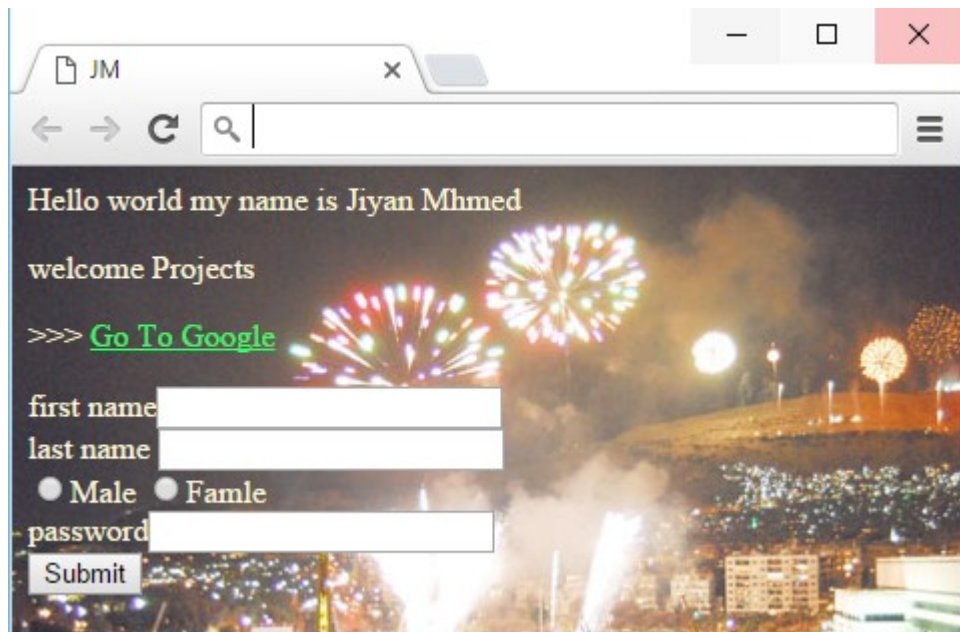 JM
Hello world my name is Jiyan Mhmed
welcome Projects
>>> Go To Google
first name
last name
Male Famle
password
Submit